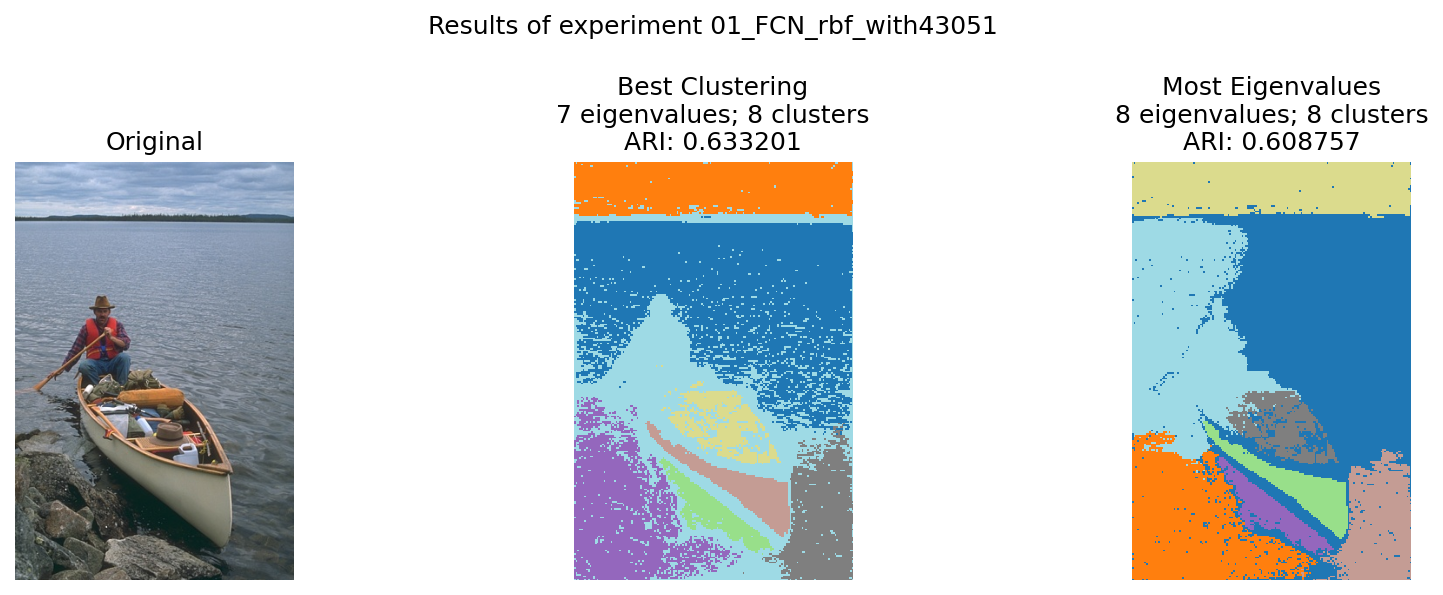 Results of experiment 01_FCN_rbf_with43051
Original
Best Clustering
7 eigenvalues; 8 clusters
ARI: 0.633201
Most Eigenvalues
8 eigenvalues; 8 clusters
ARI: 0.608757